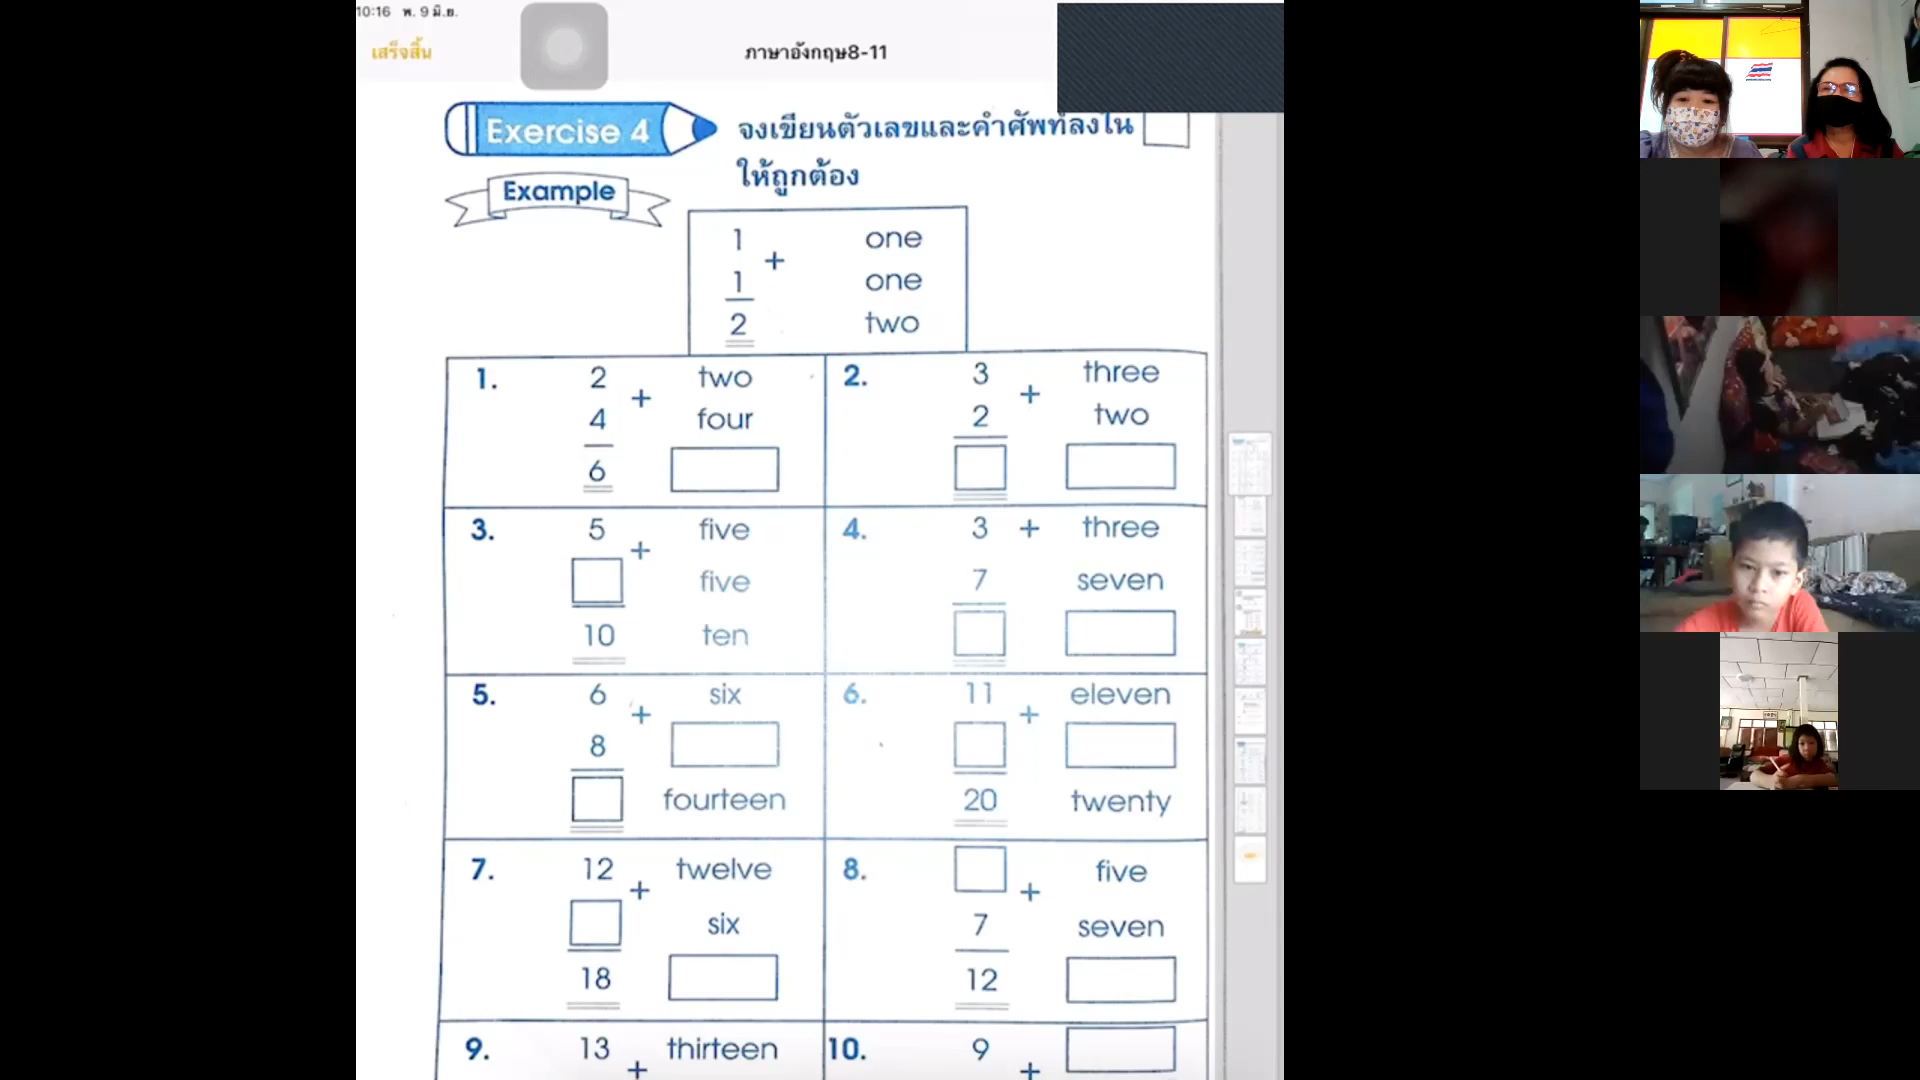 10:16 พ. 9 มิ.ย.
เสร็จสิ้น
ภาษาอังกฤษ8-11
Exercise 4
จงเขียนตัวเลขและคำศัพท์ลงใน
ให้ถูกต้อง
Example
1 + one
1 one
2 two
1. 2 + two
4 four
6
2. 3 + three
2 two
3. 5 + five
five
10 ten
4. 3 + three
7 seven
5. 6 + six
8
fourteen
6. 11 + eleven
20 twenty
7. 12 + twelve
six
18
8. + five
7 seven
12
9. 13 + thirteen
10. 9 +